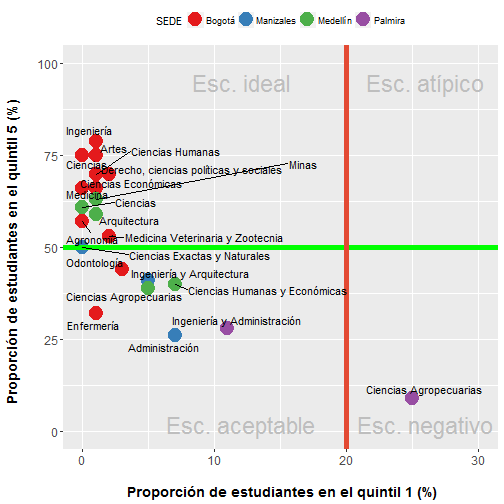 SEDE Bogotá Manizales Medellín Palmira
Proporción de estudiantes en el quintil 5 (%)
100
75
50
25
0
Esc. ideal
Esc. atípico
Ingeniería
Artes
Ciencias Humanas
Ciencias
Derecho, ciencias políticas y sociales
Minas
Ciencias Económicas
Medicina
Ciencias
Arquitectura
Agronomía
Medicina Veterinaria y Zootecnia
Ciencias Exactas y Naturales
Odontología
Ingeniería y Arquitectura
Ciencias Agropecuarias
Ciencias Humanas y Económicas
Enfermería
Ingeniería y Administración
Administración
Ciencias Agropecuarias
Esc. aceptable
Esc. negativo
0
10
20
30
Proporción de estudiantes en el quintil 1 (%)